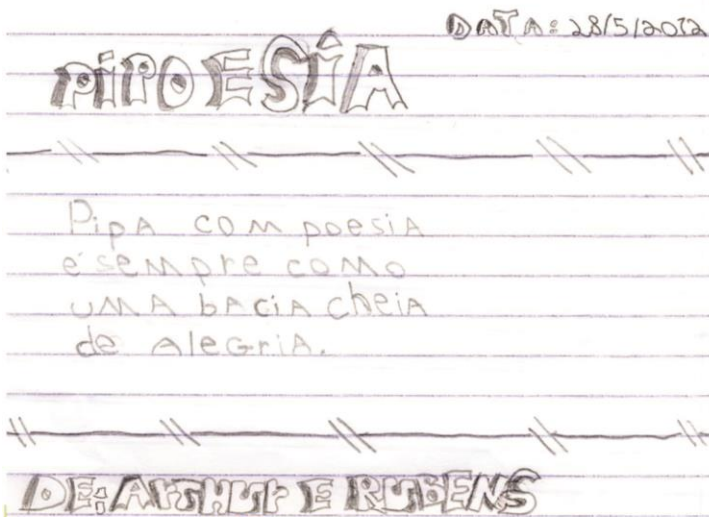 DATA: 28/5/2012
PIPOESIA
PipA COM poesiA
é sempre como
UMA bAciA cheiA
de AleGriA.
DE: ArTHUr E RUBENS